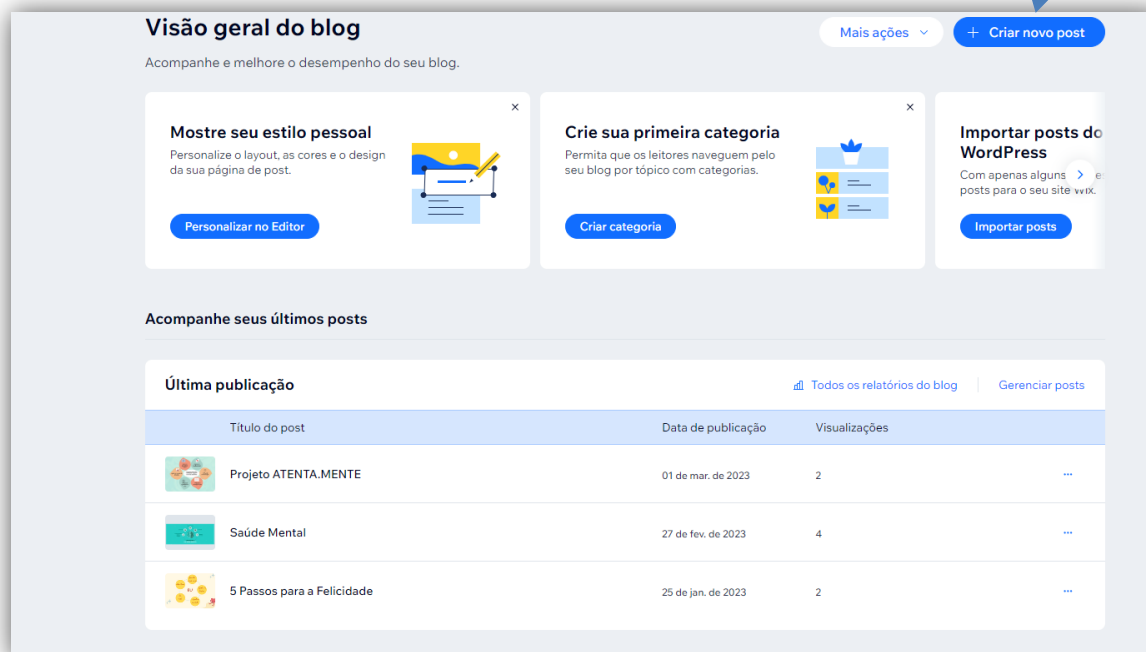 Visão geral do blog
Mais ações
+ Criar novo post
Acompanhe e melhore o desempenho do seu blog.
Mostre seu estilo pessoal
Personalize o layout, as cores e o design
da sua página de post.
Personalizar no Editor
Crie sua primeira categoria
Permita que os leitores naveguem pelo
seu blog por tópico com categorias.
Criar categoria
Importar posts do
WordPress
Com apenas alguns
posts para o seu site Wix.
Importar posts
Acompanhe seus últimos posts
Última publicação
Todos os relatórios do blog
Gerenciar posts
Título do post
Data de publicação
Visualizações
Projeto ATENTA.MENTE
01 de mar. de 2023
2
Saúde Mental
27 de fev. de 2023
4
5 Passos para a Felicidade
25 de jan. de 2023
2